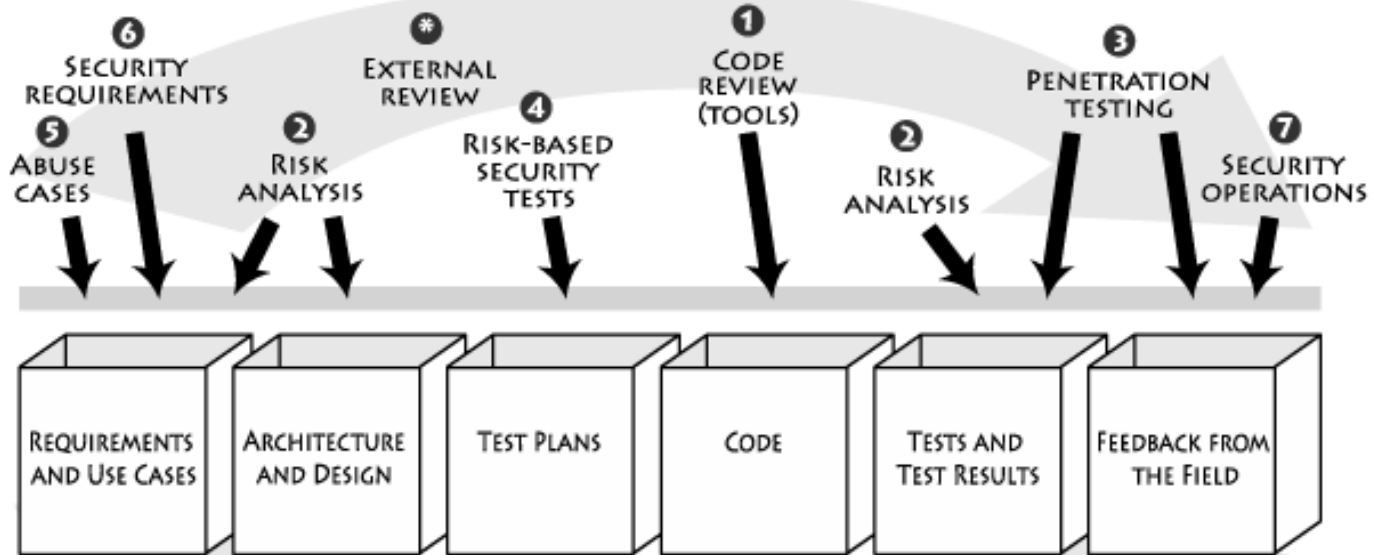 6
SECURITY
REQUIREMENTS
*
EXTERNAL
REVIEW
1
CODE
REVIEW
(TOOLS)
3
PENETRATION
TESTING
5
ABUSE
CASES
2
RISK
ANALYSIS
4
RISK-BASED
SECURITY
TESTS
2
RISK
ANALYSIS
7
SECURITY
OPERATIONS
REQUIREMENTS
AND USE CASES
ARCHITECTURE
AND DESIGN
TEST PLANS
CODE
TESTS AND
TEST RESULTS
FEEDBACK FROM
THE FIELD